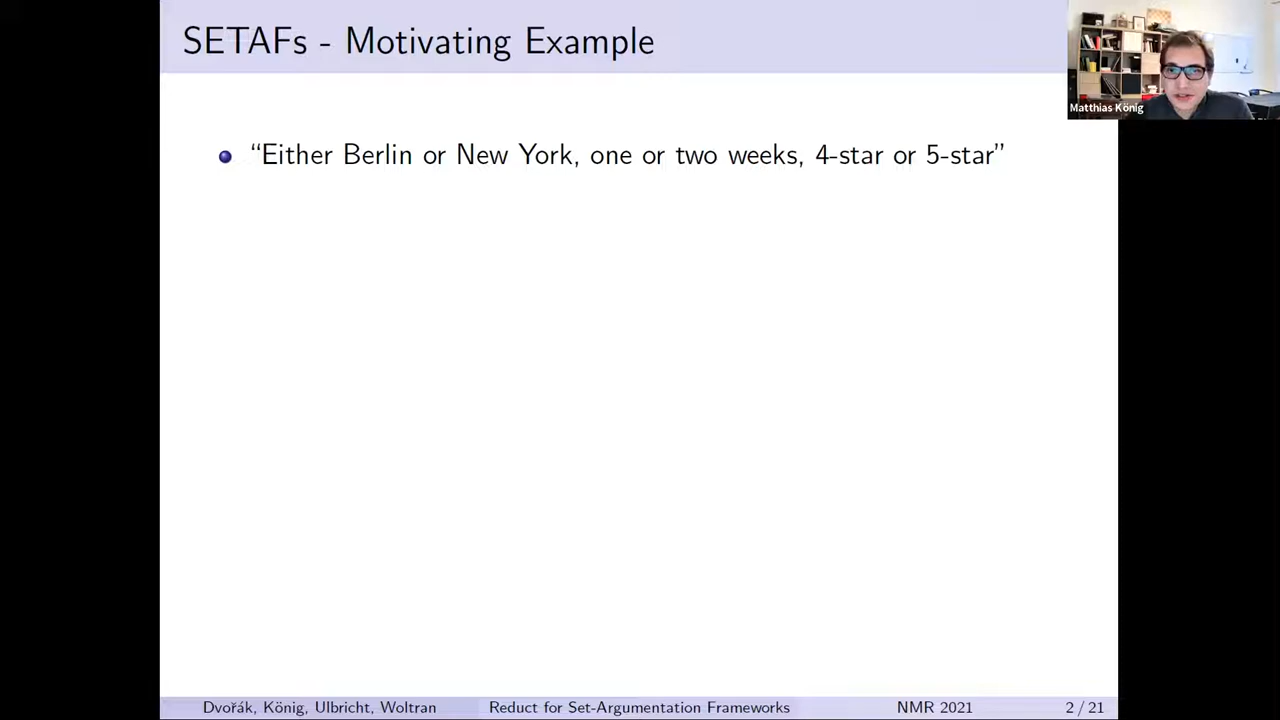 SETAFs - Motivating Example
Matthias König
“Either Berlin or New York, one or two weeks, 4-star or 5-star”
Dvořák, König, Ulbricht, Woltran
Reduct for Set-Argumentation Frameworks
NMR 2021
2 / 21